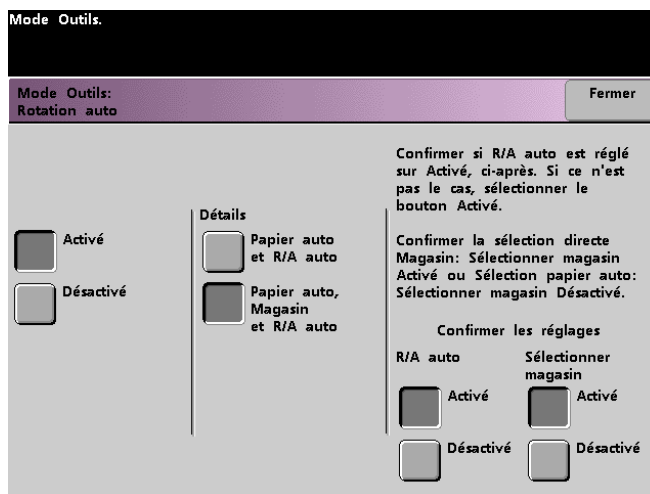 Mode Outils.
Mode Outils:
Rotation auto
Fermer
Activé
Désactivé
Détails
Papier auto
et R/A auto
Papier auto,
Magasin
et R/A auto
Confirmer si R/A auto est réglé
sur Activé, ci-après. Si ce n'est
pas le cas, sélectionner le
bouton Activé.
Confirmer la sélection directe
Magasin: Sélectionner magasin
Activé ou Sélection papier auto:
Sélectionner magasin Désactivé.
Confirmer les réglages
R/A auto
Activé
Désactivé
Sélectionner
magasin
Activé
Désactivé